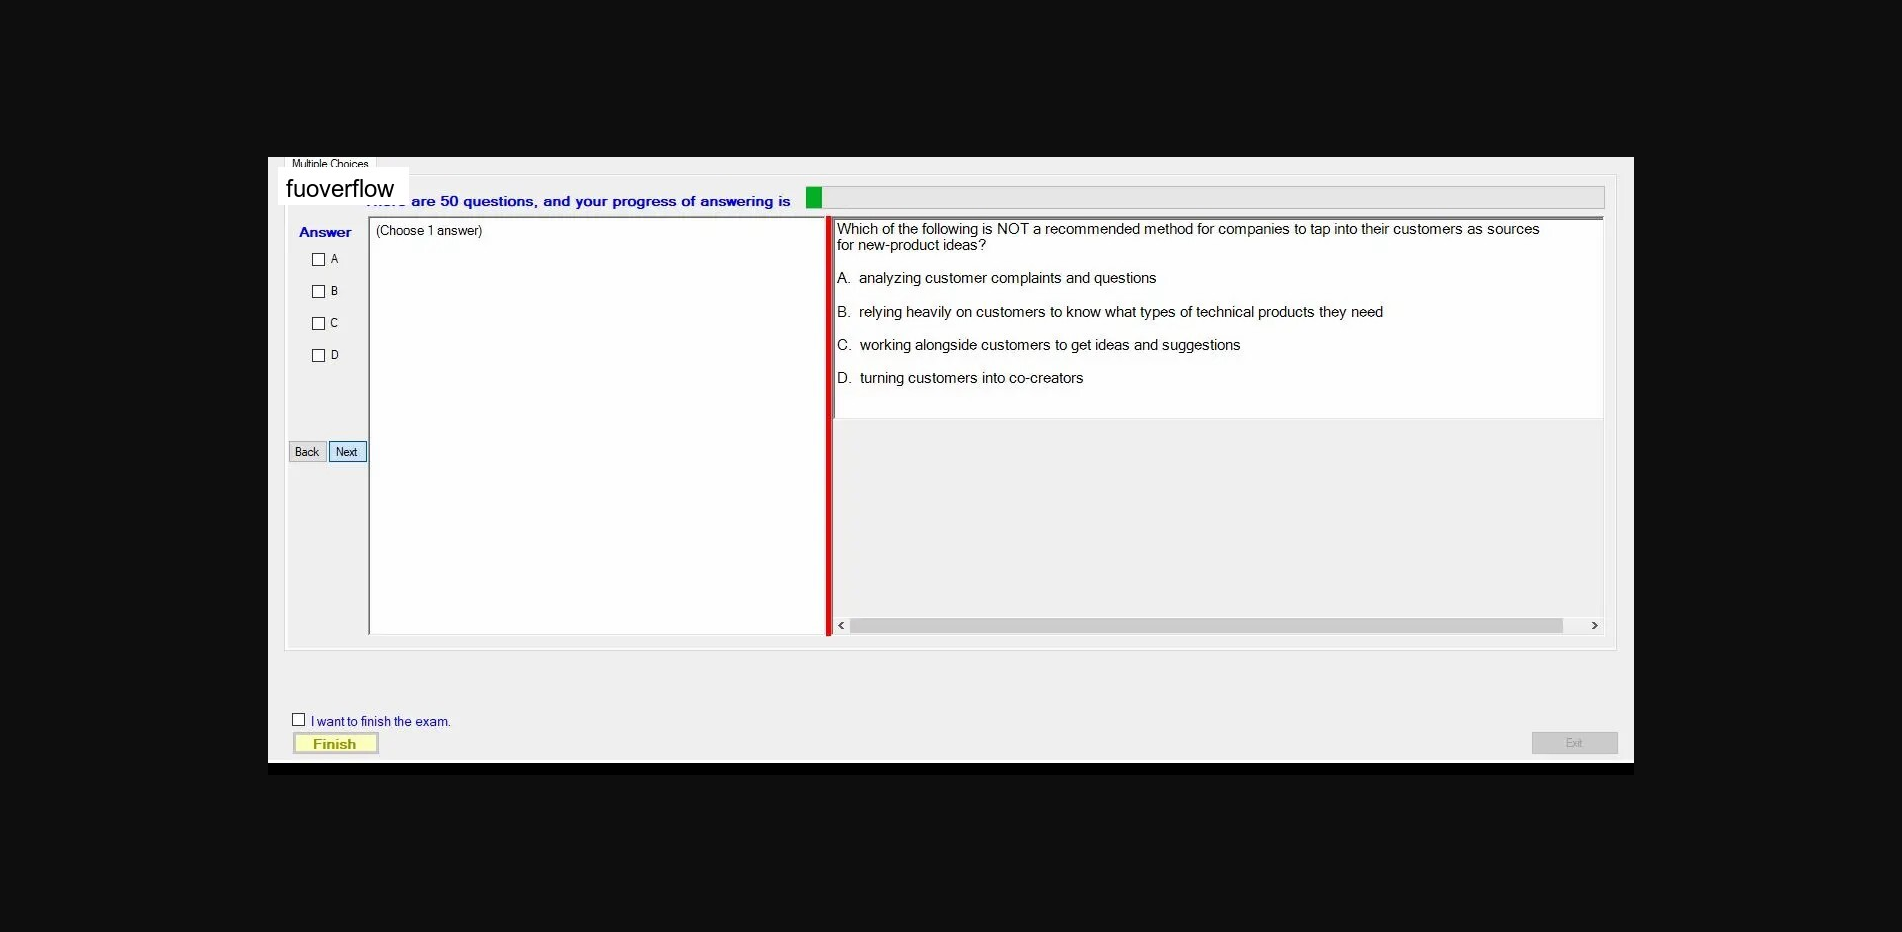 Multiple Choices
fuoverflow
are 50 questions, and your progress of answering is
Answer
A
B
C
D
Back
Next
(Choose 1 answer)
Which of the following is NOT a recommended method for companies to tap into their customers as sources
for new-product ideas?
A. analyzing customer complaints and questions
B. relying heavily on customers to know what types of technical products they need
C. working alongside customers to get ideas and suggestions
D. turning customers into co-creators
I want to finish the exam.
Finish
Exit